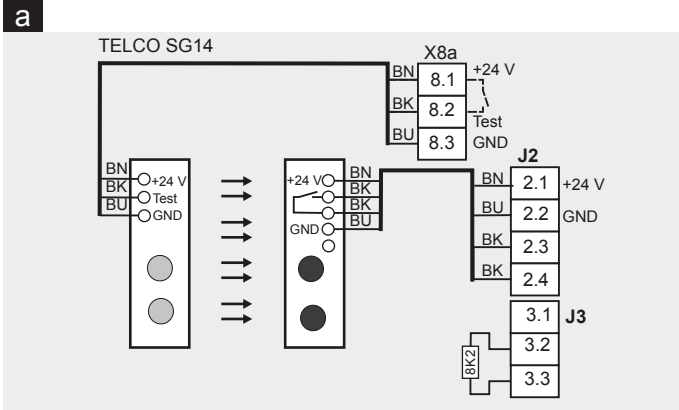 a
TELCO SG14
X8a
BN 8.1 +24 V
BK 8.2
Test
BU 8.3 GND
J2
BN +24 V
BK Test
BU GND
+24 V BN
BK
BK
GND BU
BN 2.1 +24 V
BU 2.2 GND
BK 2.3
BK 2.4
3.1 J3
3.2
8K2
3.3